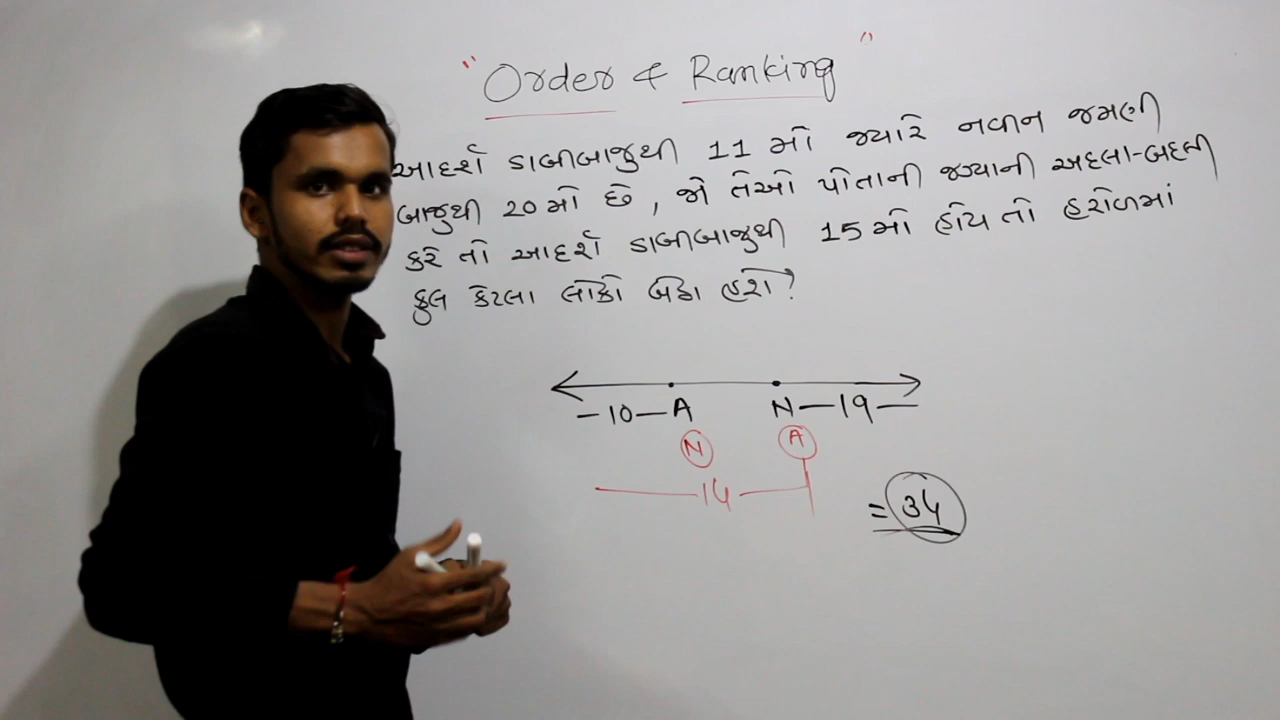 "Order & Ranking"
આદર્શ ડાબીબાજુથી 11 મો જ્યારે નવીન જમણી
બાજુથી 20 મો છે, જો તેઓ પોતાની જગ્યાની અદલા-બદલી
કરે તો આદર્શ ડાબીબાજુથી 15 મો હોય તો હરોળમાં
કુલ કેટલા લોકો બેઠા હશે?
-10-A N-19-
N A
14
= 34